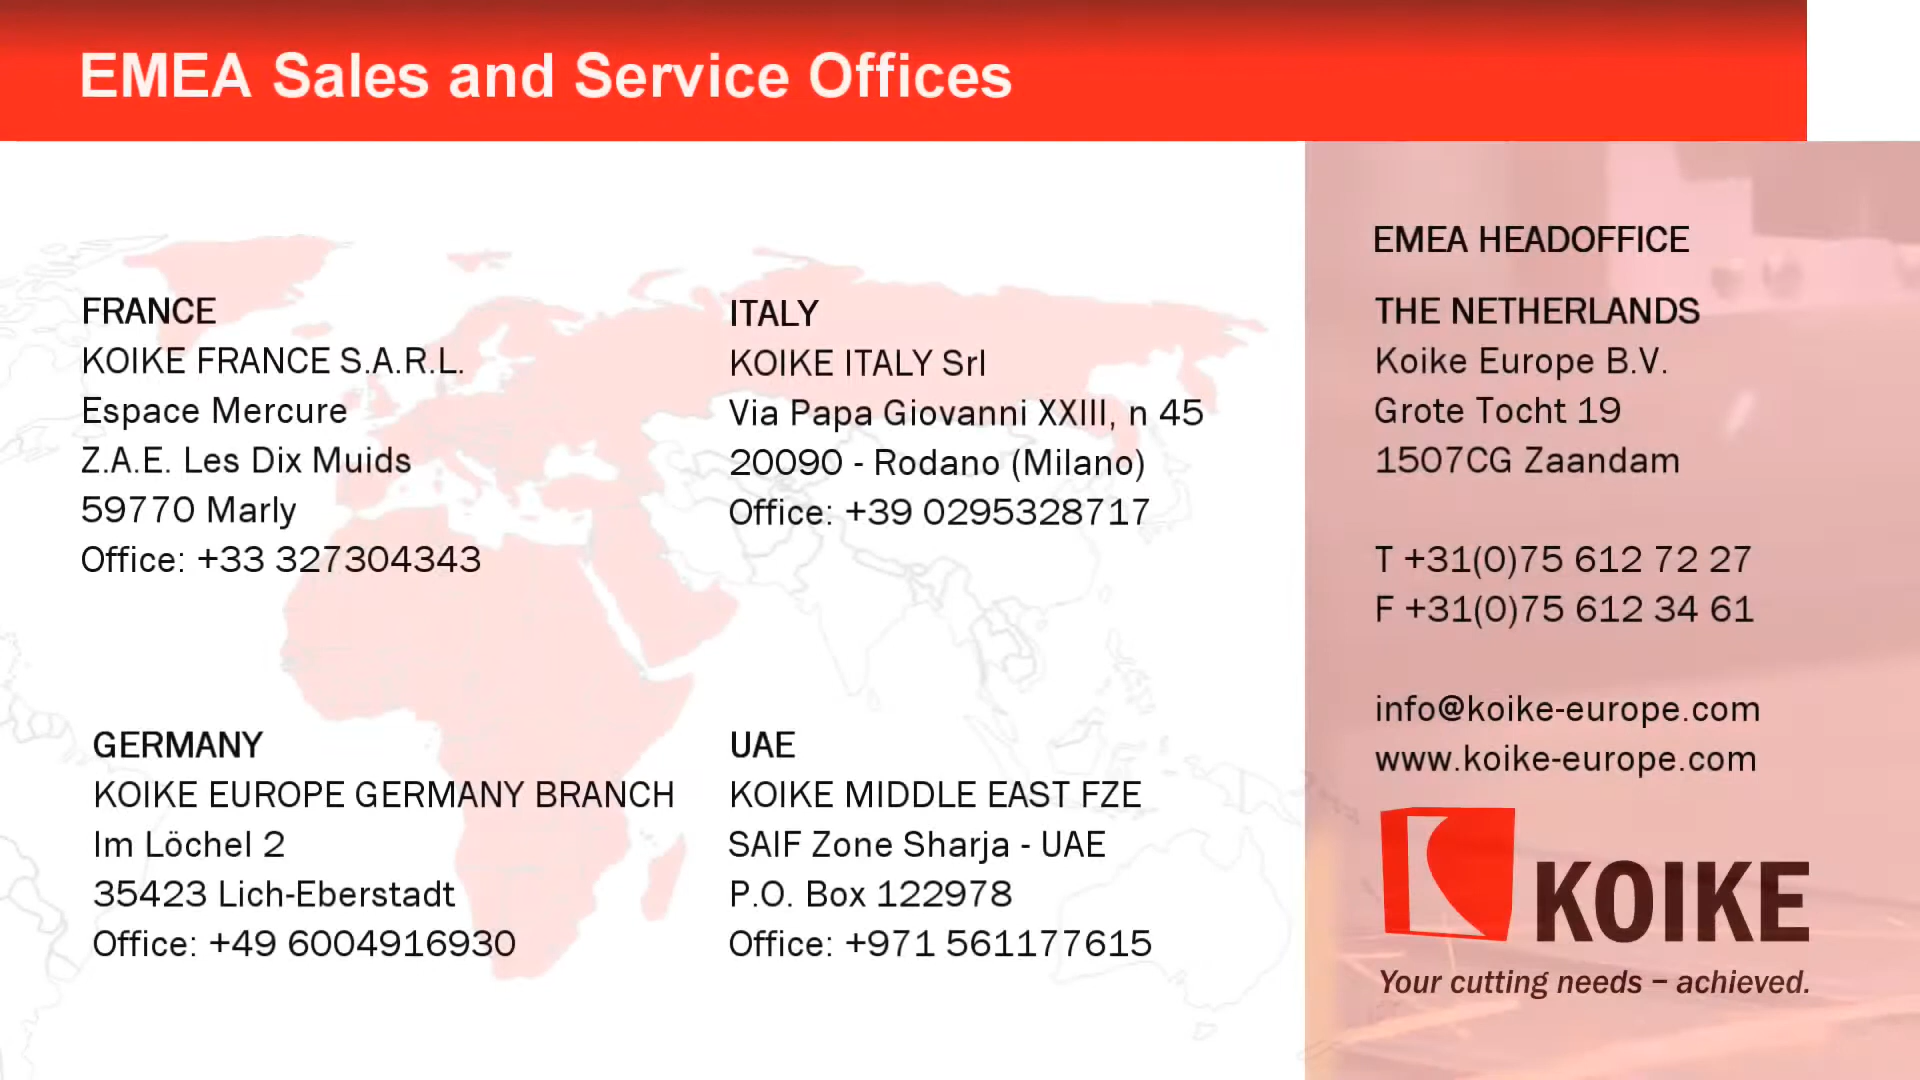 EMEA Sales and Service Offices
FRANCE
KOIKE FRANCE S.A.R.L.
Espace Mercure
Z.A.E. Les Dix Muids
59770 Marly
Office: +33 327304343
ITALY
KOIKE ITALY Srl
Via Papa Giovanni XXIII, n 45
20090 - Rodano (Milano)
Office: +39 0295328717
GERMANY
KOIKE EUROPE GERMANY BRANCH
Im Löchel 2
35423 Lich-Eberstadt
Office: +49 6004916930
UAE
KOIKE MIDDLE EAST FZE
SAIF Zone Sharja - UAE
P.O. Box 122978
Office: +971 561177615
EMEA HEADOFFICE
THE NETHERLANDS
Koike Europe B.V.
Grote Tocht 19
1507CG Zaandam
T +31(0)75 612 72 27
F +31(0)75 612 34 61
info@koike-europe.com
www.koike-europe.com
KOIKE
Your cutting needs – achieved.